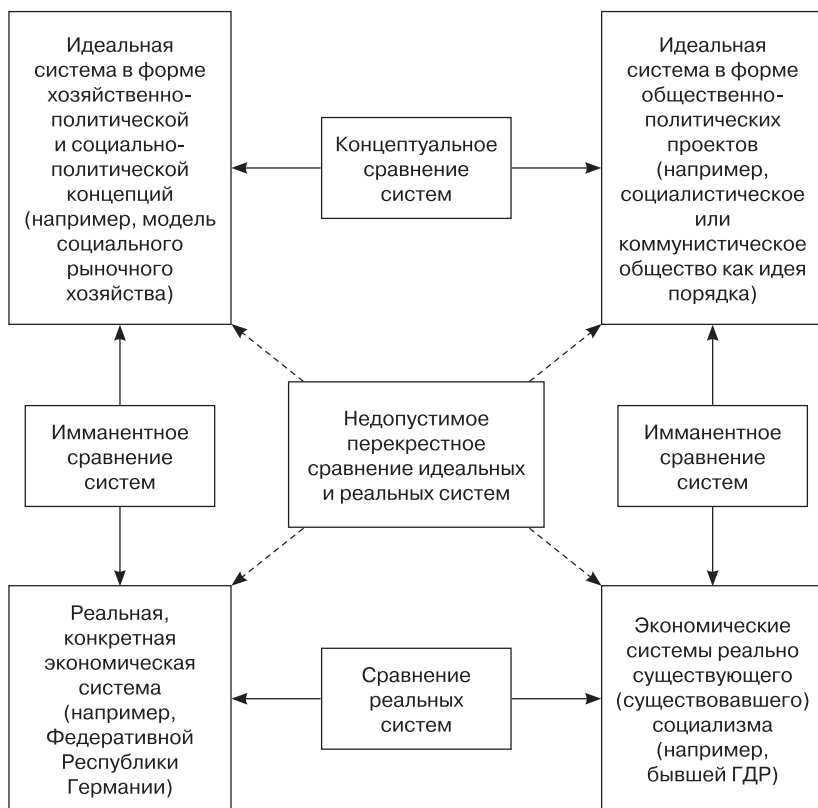 Идеальная
система в форме
хозяйственно-
политической
и социально-
политической
концепций
(например, модель
социального
рыночного
хозяйства)
Концептуальное
сравнение
систем
Идеальная
система в форме
общественно-
политических
проектов
(например,
социалистическое
или
коммунистическое
общество как идея
порядка)
Имманентное
сравнение
систем
Недопустимое
перекрестное
сравнение идеальных
и реальных систем
Имманентное
сравнение
систем
Реальная,
конкретная
экономическая
система
(например,
Федеративной
Республики
Германии)
Сравнение
реальных
систем
Экономические
системы реально
существующего
(существовавшего)
социализма
(например,
бывшей ГДР)